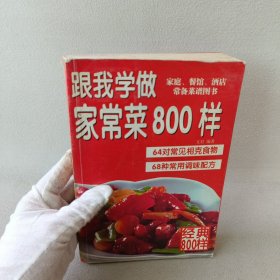 跟我学做
家常菜800样
家庭、餐馆、酒店
常备菜谱图书
编著
64对常见相克食物
68种常用调味配方
经典
800样